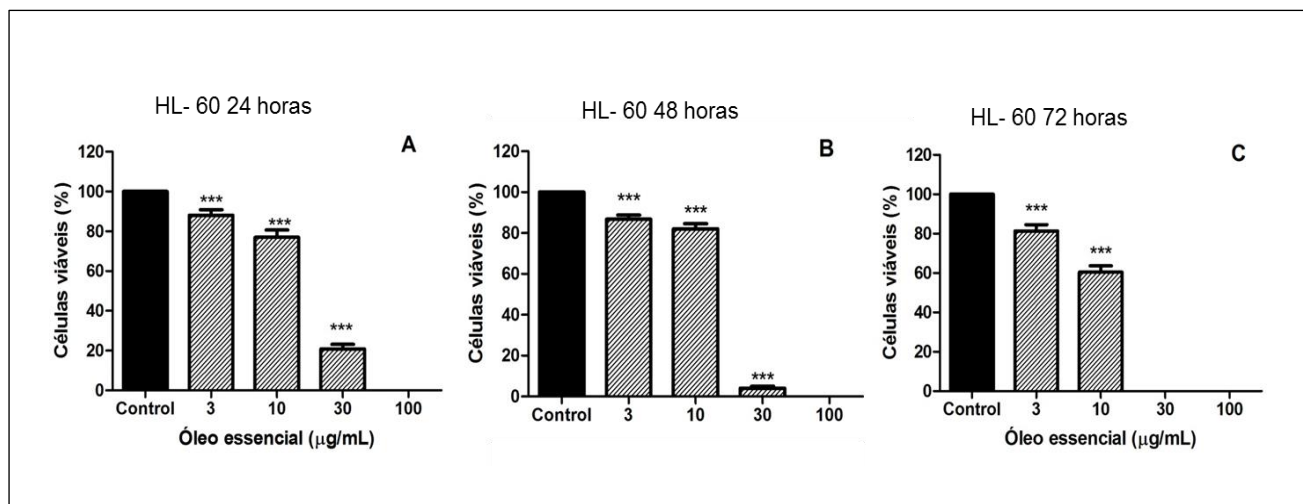 HL- 60 24 horas
A
Células viáveis (%)
120
100
80
60
40
20
0
***
***
***
Control 3 10 30 100
Óleo essencial (µg/mL)
HL- 60 48 horas
B
Células viáveis (%)
120
100
80
60
40
20
0
***
***
***
Control 3 10 30 100
HL- 60 72 horas
C
Células viáveis (%)
120
100
80
60
40
20
0
***
***
Control 3 10 30 100
Óleo essencial (µg/mL)